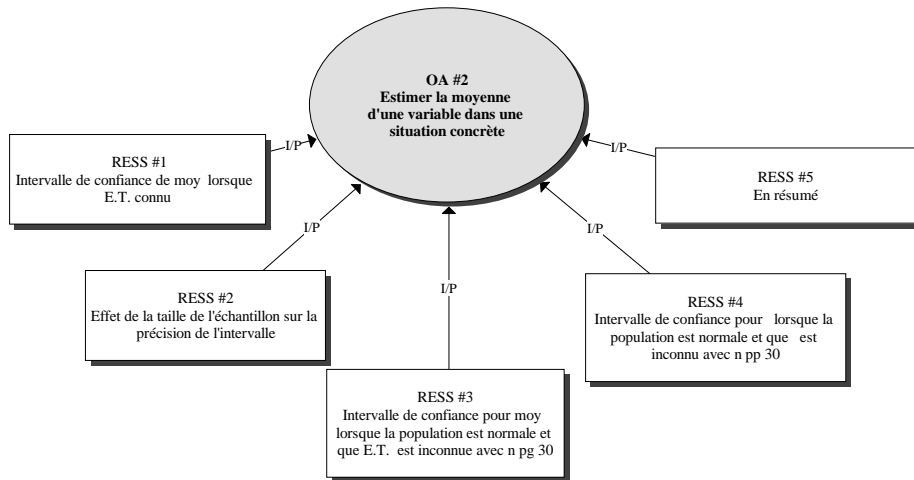 OA #2
Estimer la moyenne
d'une variable dans une
situation concrète
I/P
RESS #1
Intervalle de confiance de moy lorsque
E.T. connu
I/P
RESS #5
En résumé
I/P
I/P
RESS #2
Effet de la taille de l'échantillon sur la
précision de l'intervalle
I/P
RESS #4
Intervalle de confiance pour lorsque la
population est normale et que est
inconnu avec n pp 30
RESS #3
Intervalle de confiance pour moy
lorsque la population est normale et
que E.T. est inconnue avec n pg 30